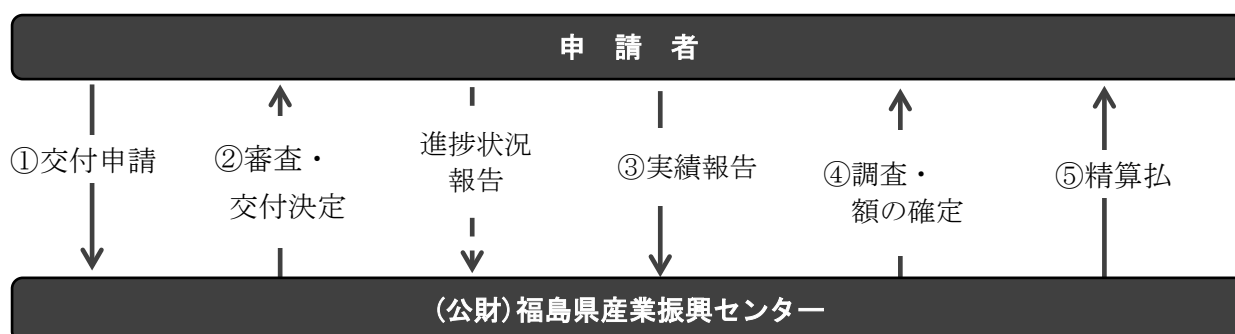 申 請 者
①交付申請
②審査・
交付決定
進捗状況
報告
③実績報告
④調査・
額の確定
⑤精算払
(公財)福島県産業振興センター